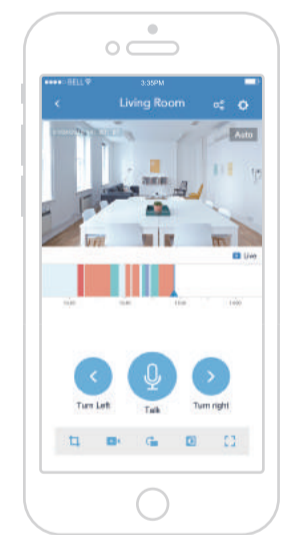 BELL 3:35PM
Living Room
Auto
Live
Turn Left
Talk
Turn right